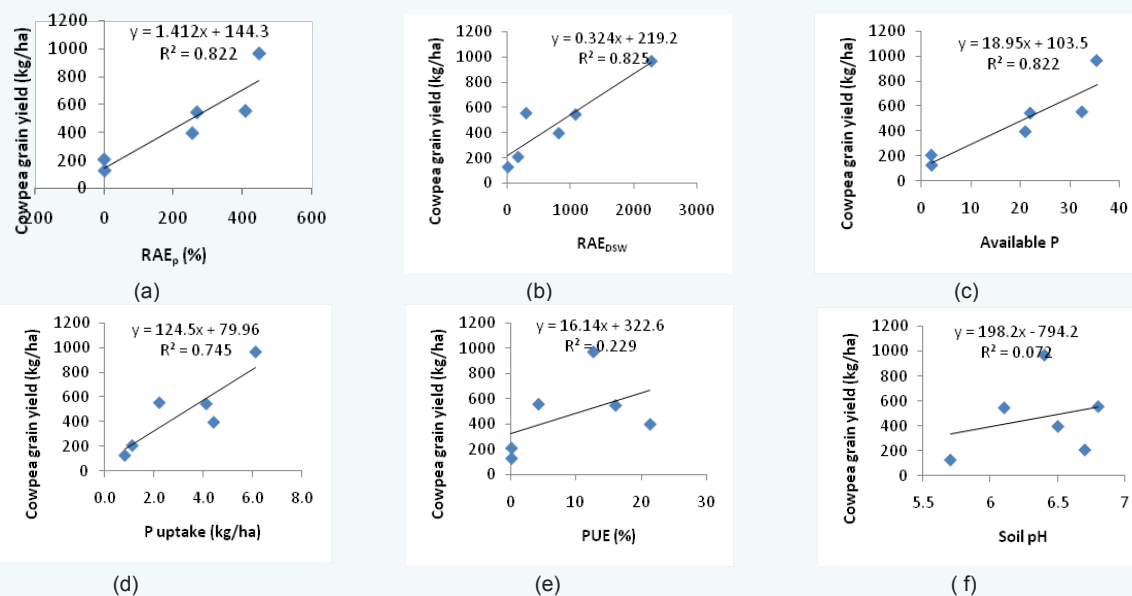 Cowpea grain yield (kg/ha)
1200
1000
800
600
400
200
0
y = 1.412x + 144.3
R² = 0.822
-200 0 200 400 600
RAEp (%)
(a)
Cowpea grain yield (kg/ha)
1200
1000
800
600
400
200
0
y = 0.324x + 219.2
R² = 0.825
0 1000 2000 3000
RAEDSW
(b)
Cowpea grain yield (kg/ha)
1200
1000
800
600
400
200
0
y = 18.95x + 103.5
R² = 0.822
0 10 20 30 40
Available P
(c)
Cowpea grain yield (kg/ha)
1200
1000
800
600
400
200
0
y = 124.5x + 79.96
R² = 0.745
0.0 2.0 4.0 6.0 8.0
P uptake (kg/ha)
(d)
Cowpea grain yield (kg/ha)
1200
1000
800
600
400
200
0
y = 16.14x + 322.6
R² = 0.229
0 10 20 30
PUE (%)
(e)
Cowpea grain yield (kg/ha)
1200
1000
800
600
400
200
0
y = 198.2x - 794.2
R² = 0.072
5.5 6 6.5 7
Soil pH
( f)